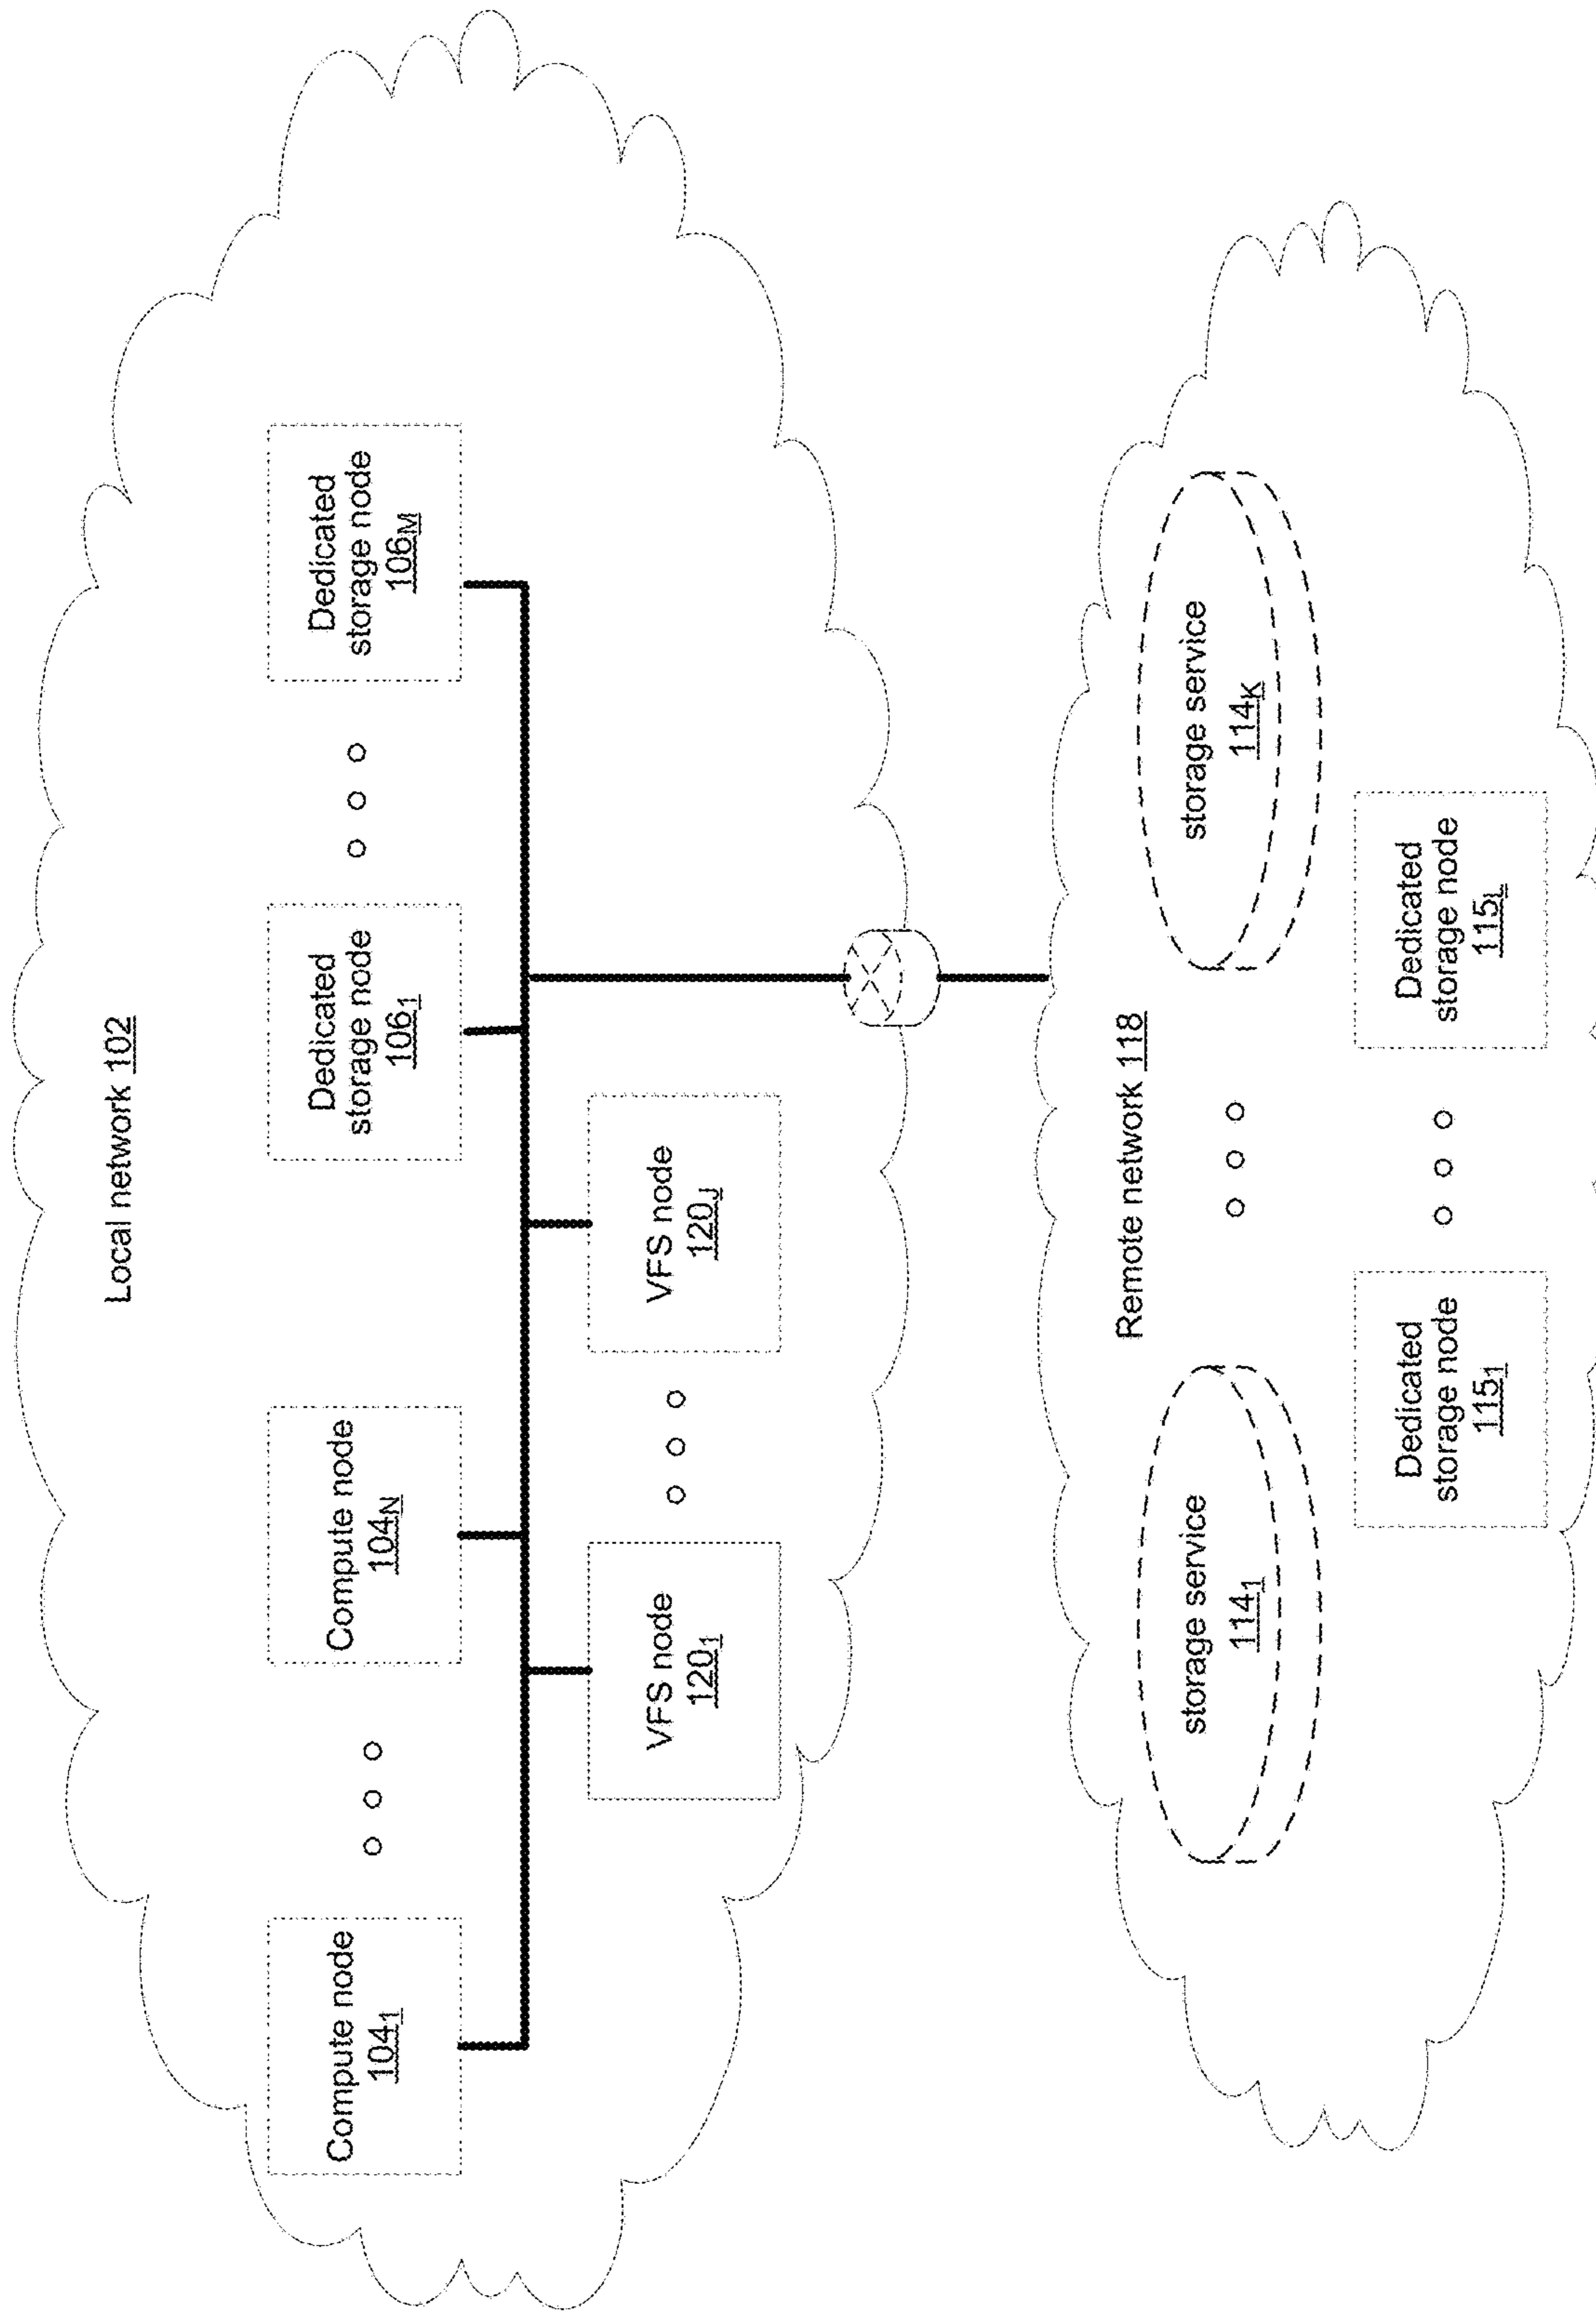 Local network 102
Compute node
104₁
Compute node
104N
Dedicated
storage node
106₁
Dedicated
storage node
106M
VFS node
120₁
VFS node
120J
Remote network 118
storage service
114₁
storage service
114K
Dedicated
storage node
115₁
Dedicated
storage node
115L